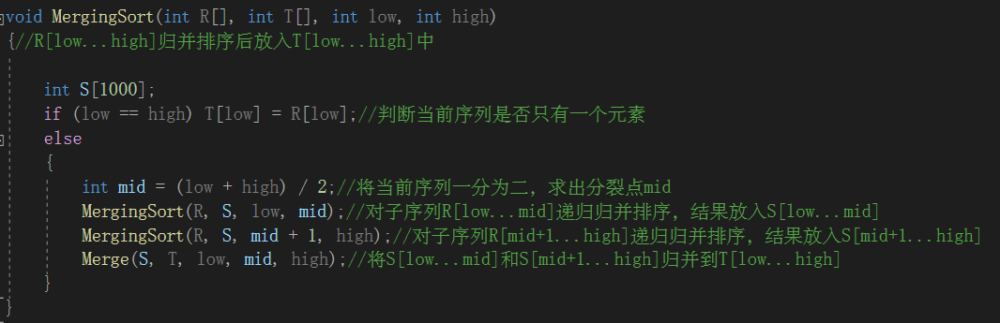 void MergingSort(int R[], int T[], int low, int high)
{//R[low...high]归并排序后放入T[low...high]中
int S[1000];
if (low == high) T[low] = R[low];//判断当前序列是否只有一个元素
else
{
int mid = (low + high) / 2;//将当前序列一分为二，求出分裂点mid
MergingSort(R, S, low, mid);//对子序列R[low...mid]递归归并排序，结果放入S[low...mid]
MergingSort(R, S, mid + 1, high);//对子序列R[mid+1...high]递归归并排序，结果放入S[mid+1...high]
Merge(S, T, low, mid, high);//将S[low...mid]和S[mid+1...high]归并到T[low...high]
}
}